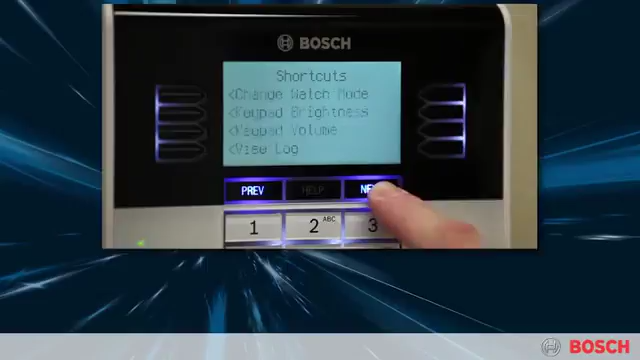 BOSCH
Shortcuts
<Change Watch Mode
<Keypad Brightness
<Keypad Volume
<View Log
PREV
HELP
1
2 ABC
3
BOSCH